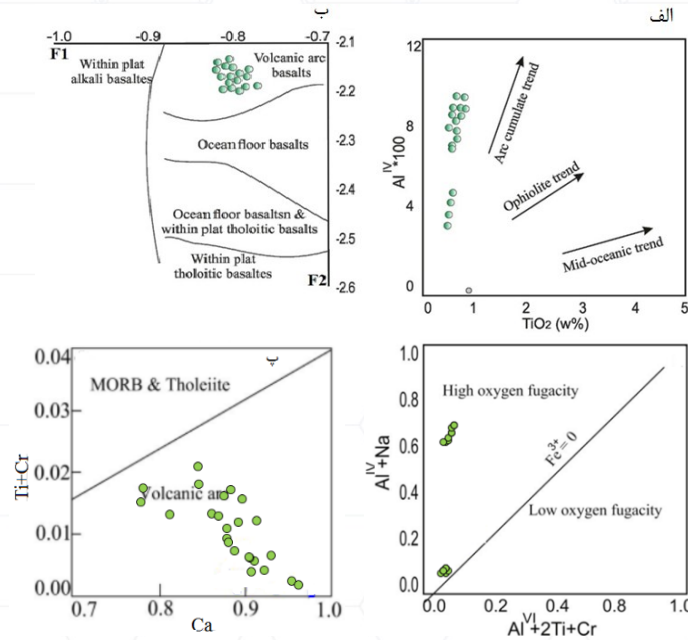 ب
-1.0 -0.9 -0.8 -0.7
F1
Within plat
alkali basaltes
Volcanic arc
basalts
Ocean floor basalts
Ocean floor basaltsn &
within plat tholoitic basalts
Within plat
tholoitic basaltes
F2
-2.1
-2.2
-2.3
-2.4
-2.5
-2.6
الف
12
8
4
0
Al IV *100
Arc cumulate trend
Ophiolite trend
Mid-oceanic trend
0 1 2 3 4 5
TiO2 (w%)
پ
0.04
0.03
0.02
0.01
0.00
Ti+Cr
MORB & Tholeiite
Volcanic arc
0.7 0.8 0.9 1.0
Ca
1.0
0.8
0.6
0.4
0.2
0.0
Al IV +Na
High oxygen fugacity
Fe3+ = 0
Low oxygen fugacity
0.0 0.2 0.4 0.8 1.0
Al VI +2Ti+Cr